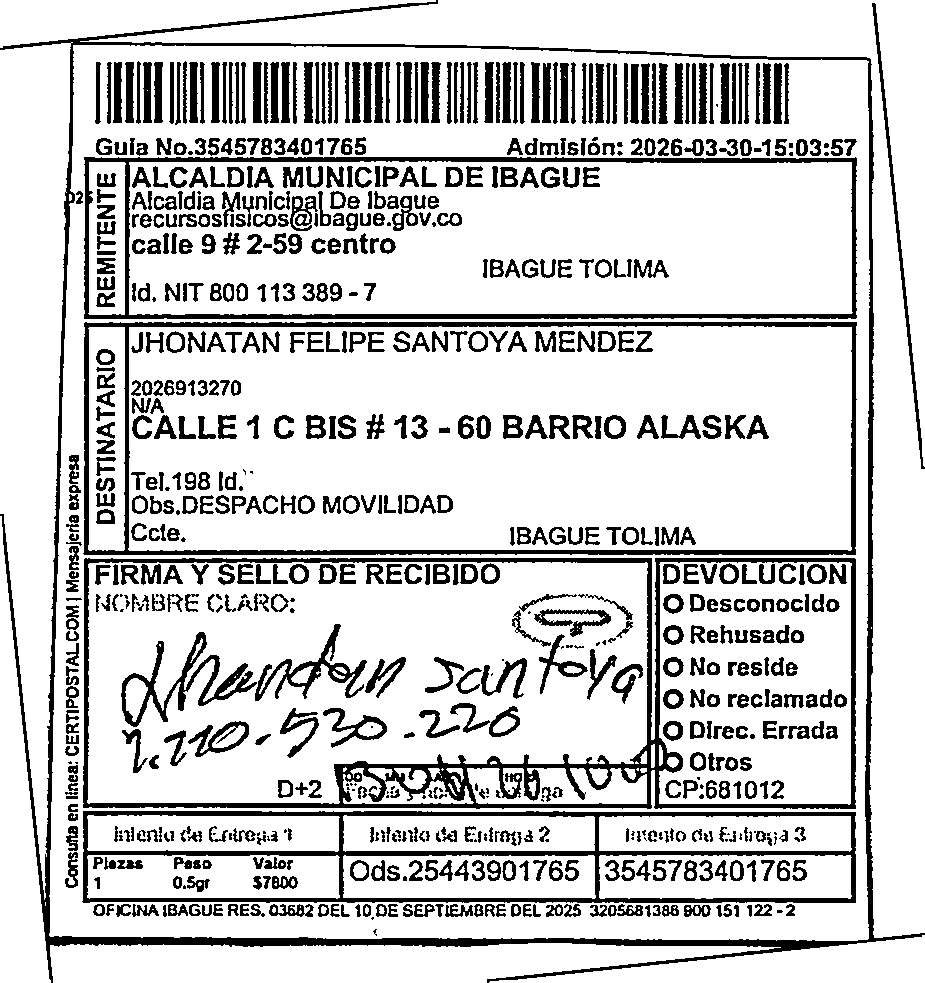 Guia No.3545783401765 Admisión: 2026-03-30-15:03:57
REMITENTE
ALCALDIA MUNICIPAL DE IBAGUE
Alcaldia Municipal De Ibague
recursosfisicos@ibague.gov.co
calle 9 # 2-59 centro
IBAGUE TOLIMA
Id. NIT 800 113 389 - 7
DESTINATARIO
JHONATAN FELIPE SANTOYA MENDEZ
2026913270
N/A
CALLE 1 C BIS # 13 - 60 BARRIO ALASKA
Tel.198 Id.
Obs.DESPACHO MOVILIDAD
Ccte. IBAGUE TOLIMA
Consulta en linea: CERTIPOSTAL.COM | Mensajeria expresa
FIRMA Y SELLO DE RECIBIDO
NOMBRE CLARO:
Jhonatan Santoya
1.110.530.220
D+2
DEVOLUCION
Desconocido
Rehusado
No reside
No reclamado
Direc. Errada
Otros
CP:681012
Intento de Entrega 1 Intento de Entrega 2 Intento de Entrega 3
Piezas Peso Valor
1 0.5gr $7800
Ods.25443901765 3545783401765
OFICINA IBAGUE RES. 03682 DEL 10 DE SEPTIEMBRE DEL 2025 3205681388 900 151 122 - 2